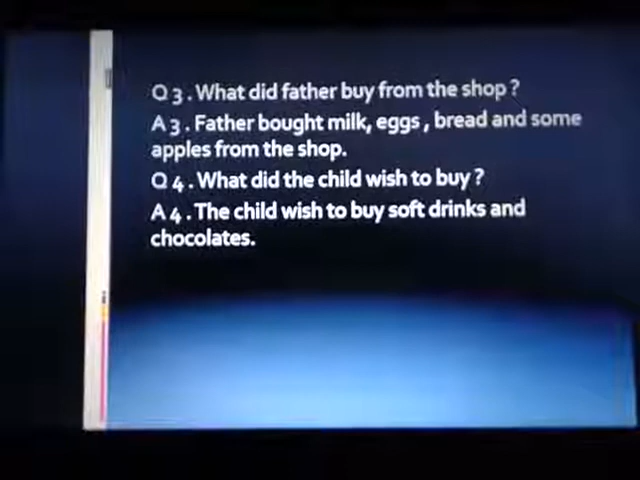 Q 3 . What did father buy from the shop ?
A 3 . Father bought milk, eggs , bread and some
apples from the shop.
Q 4 . What did the child wish to buy ?
A 4 . The child wish to buy soft drinks and
chocolates.